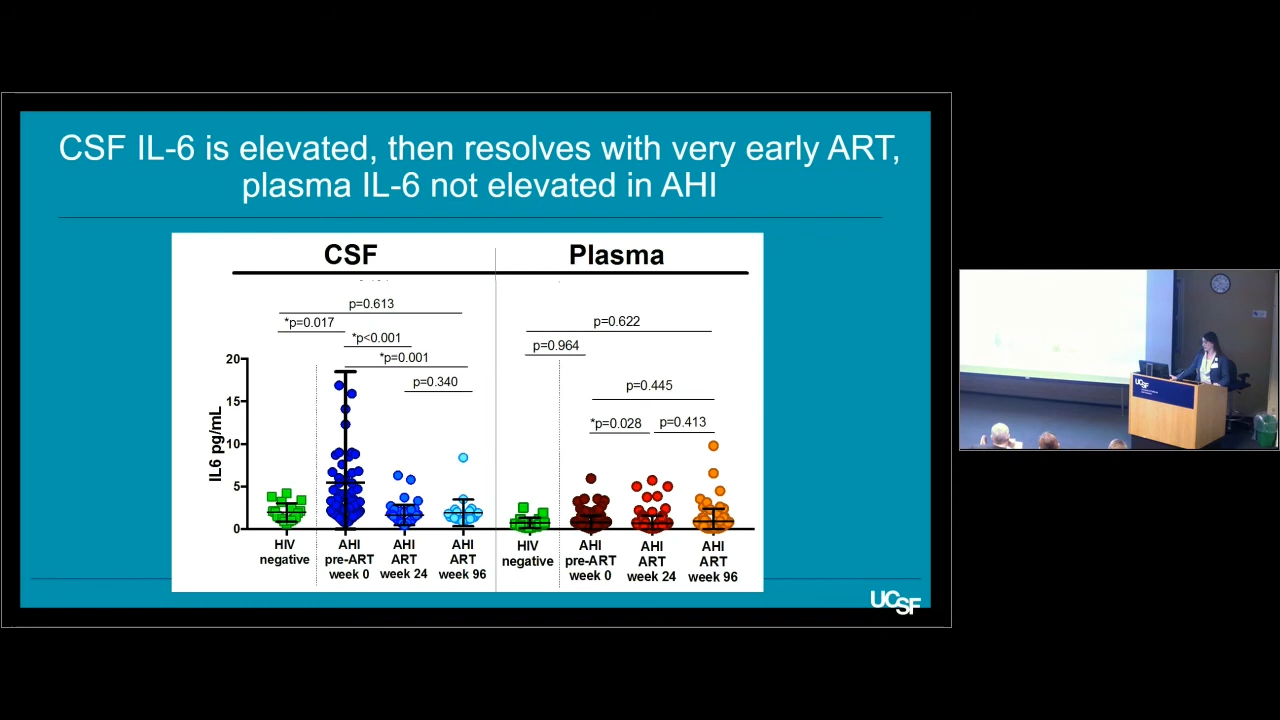 CSF IL-6 is elevated, then resolves with very early ART,
plasma IL-6 not elevated in AHI
CSF
Plasma
p=0.613
*p=0.017
*p<0.001
*p=0.001
p=0.340
p=0.622
p=0.964
p=0.445
*p=0.028
p=0.413
IL6 pg/mL
20
15
10
5
0
HIV
negative
AHI
pre-ART
week 0
AHI
ART
week 24
AHI
ART
week 96
HIV
negative
AHI
pre-ART
week 0
AHI
ART
week 24
AHI
ART
week 96
UCSF
UCSF